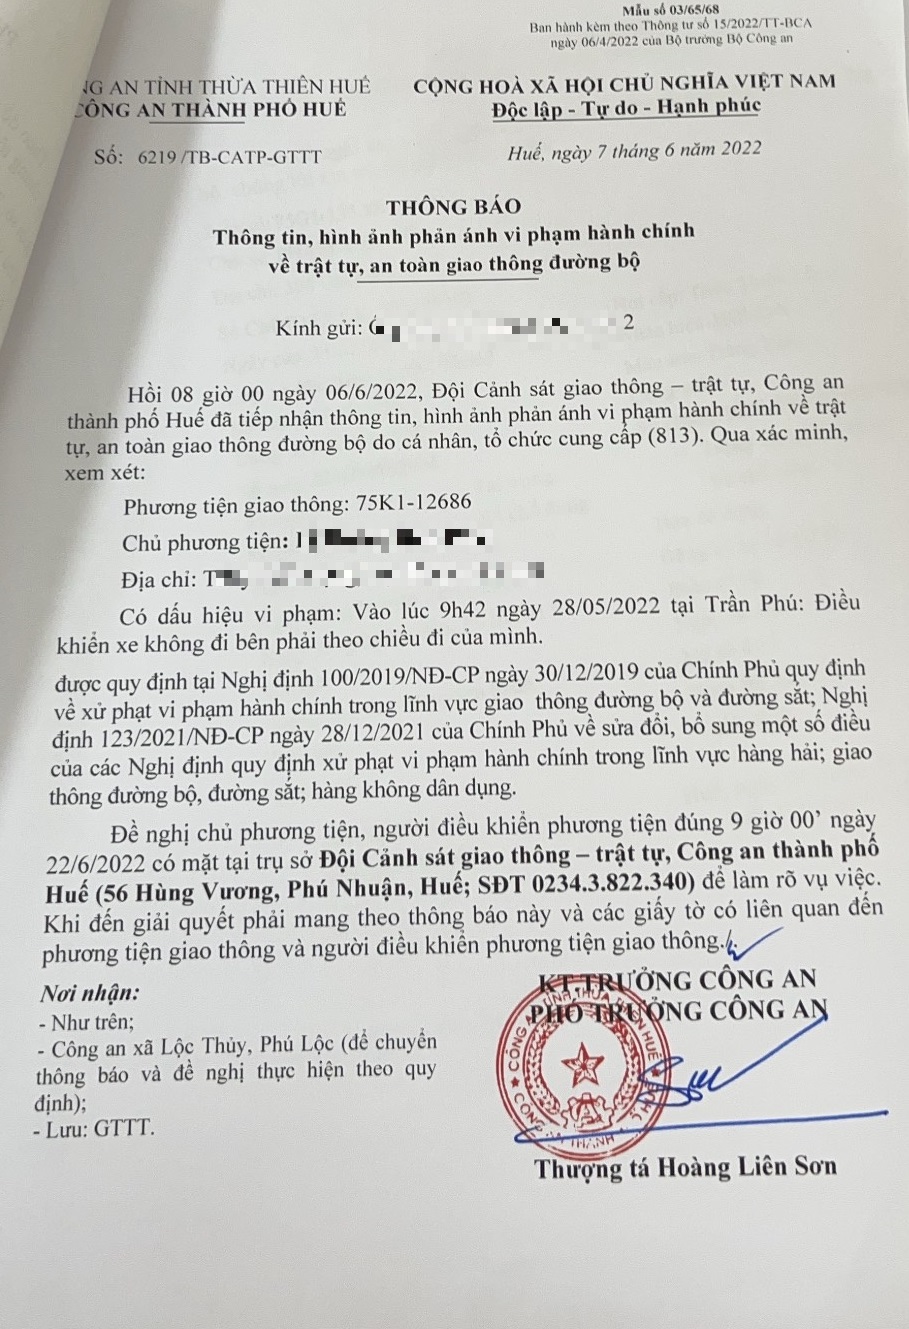 Mẫu số 03/65/68
Ban hành kèm theo Thông tư số 15/2022/TT-BCA
ngày 06/4/2022 của Bộ trưởng Bộ Công an
NG AN TỈNH THỪA THIÊN HUẾ
CÔNG AN THÀNH PHỐ HUẾ
CỘNG HOÀ XÃ HỘI CHỦ NGHĨA VIỆT NAM
Độc lập - Tự do - Hạnh phúc
Số: 6219 /TB-CATP-GTTT
Huế, ngày 7 tháng 6 năm 2022
THÔNG BÁO
Thông tin, hình ảnh phản ánh vi phạm hành chính
về trật tự, an toàn giao thông đường bộ
Kính gửi: 2
Hồi 08 giờ 00 ngày 06/6/2022, Đội Cảnh sát giao thông – trật tự, Công an
thành phố Huế đã tiếp nhận thông tin, hình ảnh phản ánh vi phạm hành chính về trật
tự, an toàn giao thông đường bộ do cá nhân, tổ chức cung cấp (813). Qua xác minh,
xem xét:
Phương tiện giao thông: 75K1-12686
Chủ phương tiện:
Địa chỉ:
Có dấu hiệu vi phạm: Vào lúc 9h42 ngày 28/05/2022 tại Trần Phú: Điều
khiển xe không đi bên phải theo chiều đi của mình.
được quy định tại Nghị định 100/2019/NĐ-CP ngày 30/12/2019 của Chính Phủ quy định
về xử phạt vi phạm hành chính trong lĩnh vực giao thông đường bộ và đường sắt; Nghị
định 123/2021/NĐ-CP ngày 28/12/2021 của Chính Phủ về sửa đổi, bổ sung một số điều
của các Nghị định quy định xử phạt vi phạm hành chính trong lĩnh vực hàng hải; giao
thông đường bộ, đường sắt; hàng không dân dụng.
Đề nghị chủ phương tiện, người điều khiển phương tiện đúng 9 giờ 00’ ngày
22/6/2022 có mặt tại trụ sở Đội Cảnh sát giao thông – trật tự, Công an thành phố
Huế (56 Hùng Vương, Phú Nhuận, Huế; SĐT 0234.3.822.340) để làm rõ vụ việc.
Khi đến giải quyết phải mang theo thông báo này và các giấy tờ có liên quan đến
phương tiện giao thông và người điều khiển phương tiện giao thông./.
Nơi nhận:
- Như trên;
- Công an xã Lộc Thủy, Phú Lộc (để chuyển
thông báo và đề nghị thực hiện theo quy
định);
- Lưu: GTTT.
KT.TRƯỞNG CÔNG AN
PHÓ TRƯỞNG CÔNG AN
Thượng tá Hoàng Liên Sơn